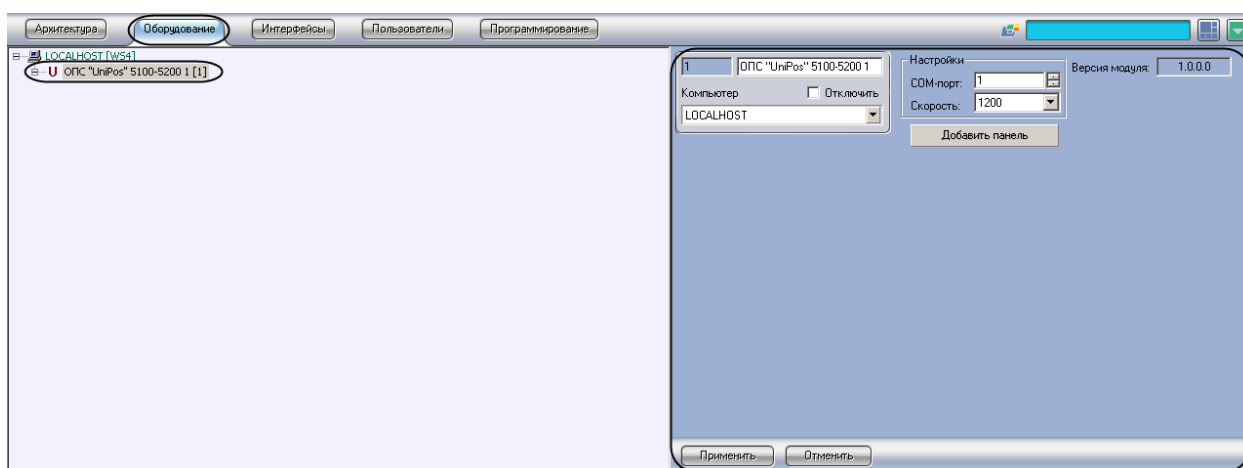 Архитектура Оборудование Интерфейсы Пользователи Программирование
LOCALHOST [WS4]
U ОПС "UniPos" 5100-5200 1 [1]
1 ОПС "UniPos" 5100-5200 1
Компьютер Отключить
LOCALHOST
Настройки
COM-порт: 1
Скорость: 1200
Добавить панель
Версия модуля: 1.0.0.0
Применить Отменить